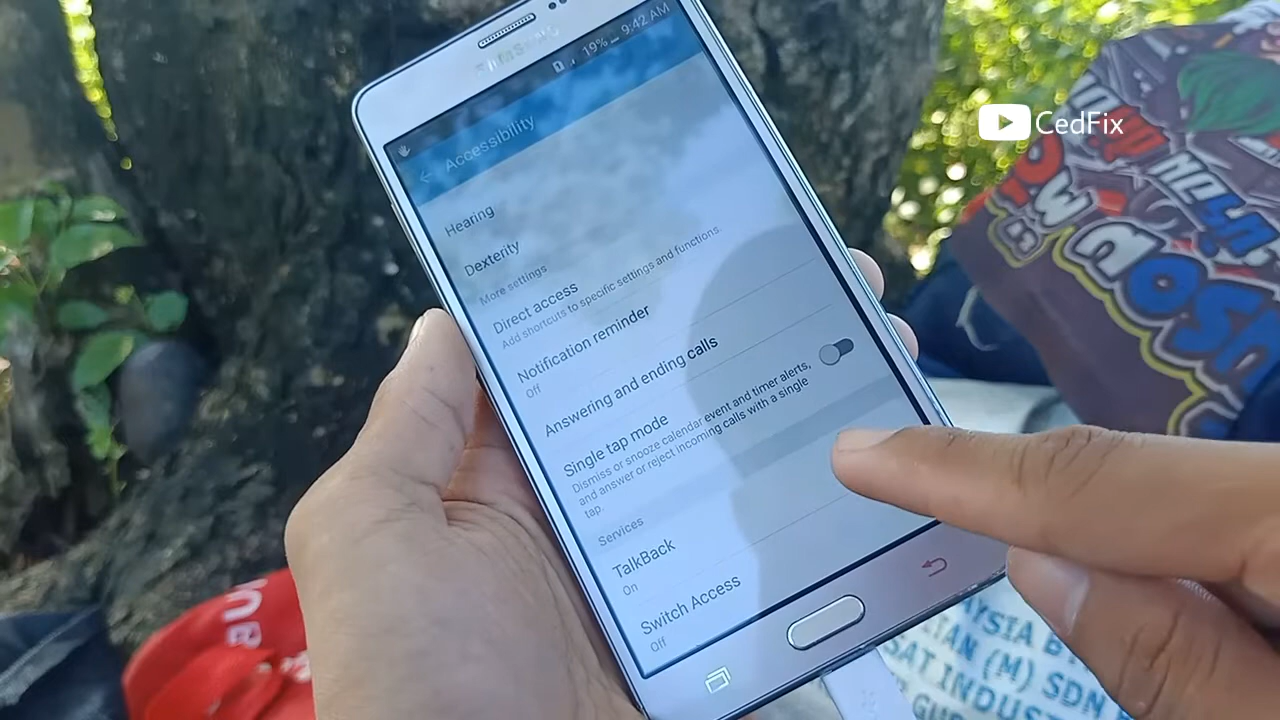 SAMSUNG
19% 9:42 AM
Accessibility
Hearing
Dexterity
More settings
Direct access
Add shortcuts to specific settings and functions.
Notification reminder
Off
Answering and ending calls
Single tap mode
Dismiss or snooze calendar event and timer alerts,
and answer or reject incoming calls with a single
tap.
Services
TalkBack
On
Switch Access
Off
CedFix